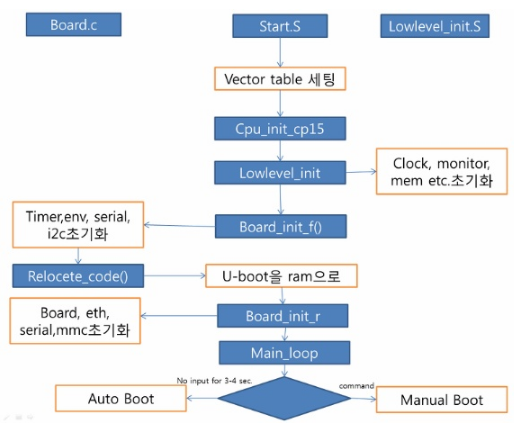 Board.c
Start.S
Lowlevel_init.S
Vector table 세팅
Cpu_init_cp15
Lowlevel_init
Clock, monitor,
mem etc.초기화
Timer,env, serial,
i2c초기화
Board_init_f()
Relocete_code()
U-boot을 ram으로
Board, eth,
serial,mmc초기화
Board_init_r
Main_loop
No input for 3-4 sec.
command
Auto Boot
Manual Boot